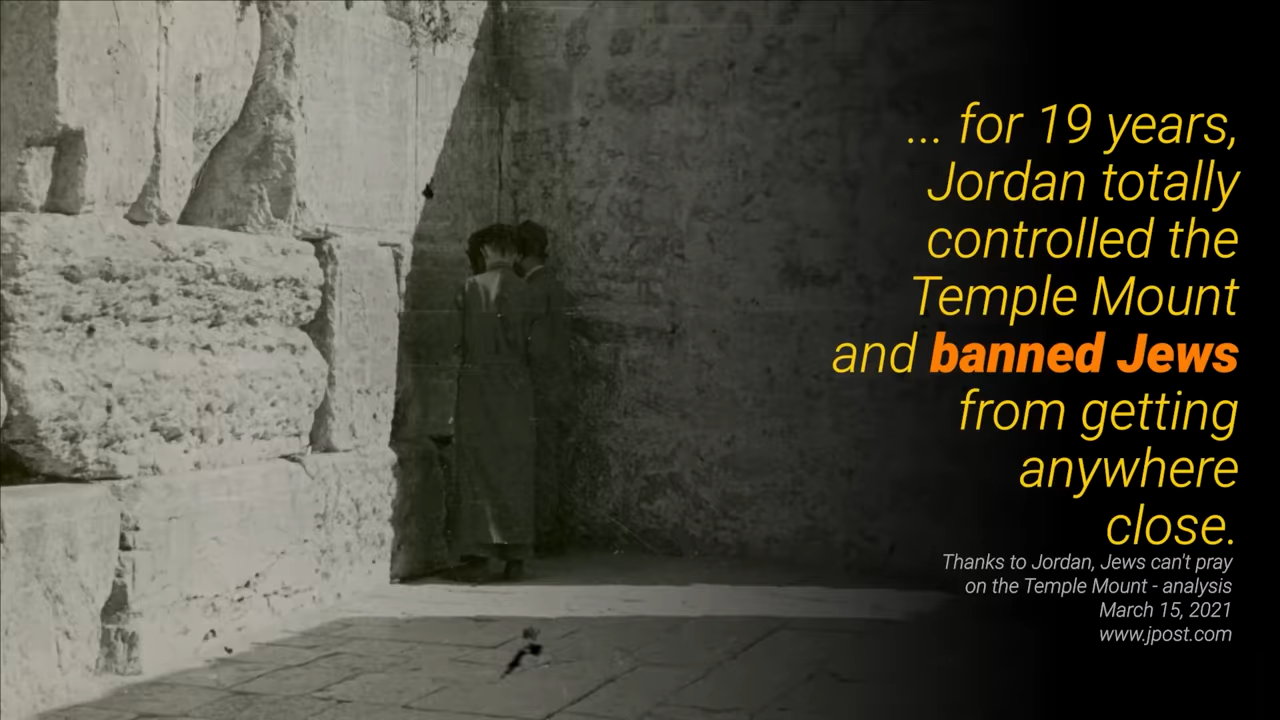 ... for 19 years,
Jordan totally
controlled the
Temple Mount
and banned Jews
from getting
anywhere
close.
Thanks to Jordan, Jews can't pray
on the Temple Mount - analysis
March 15, 2021
www.jpost.com